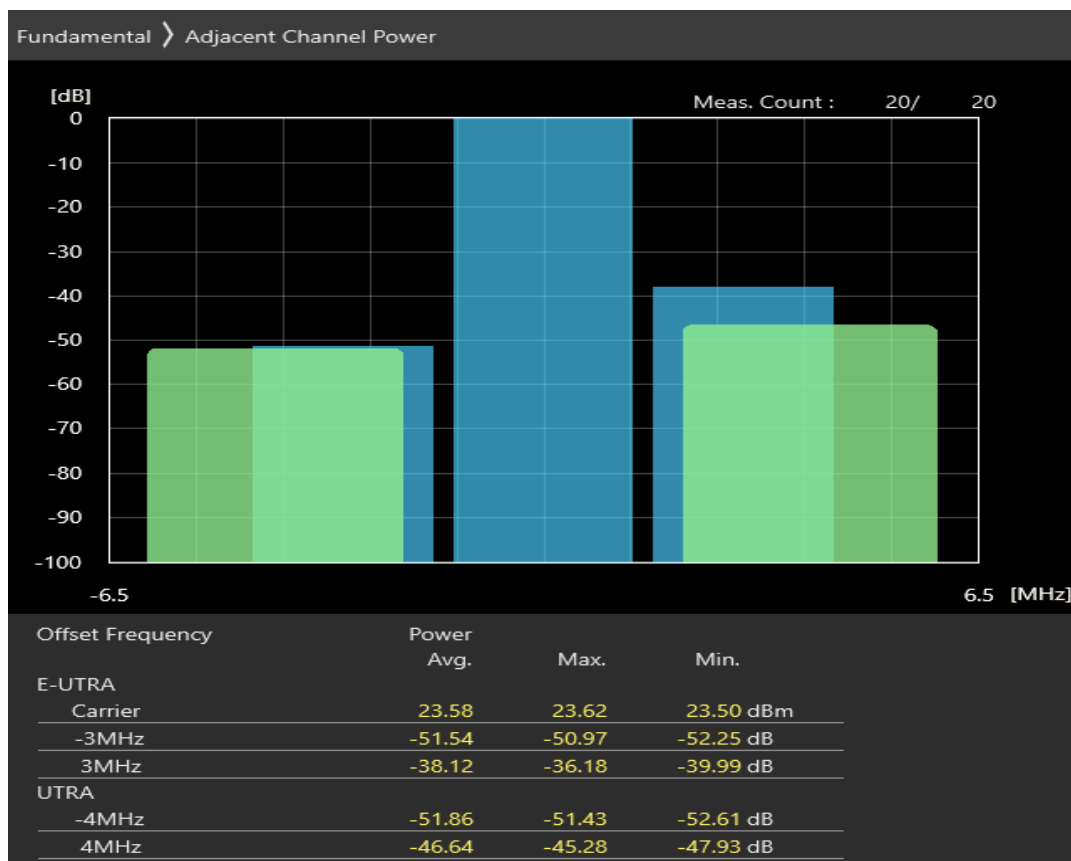 Fundamental 〉 Adjacent Channel Power
[dB]
Meas. Count : 20/ 20
0
-10
-20
-30
-40
-50
-60
-70
-80
-90
-100
-6.5 6.5 [MHz]
Offset Frequency Power
Avg. Max. Min.
E-UTRA
Carrier 23.58 23.62 23.50 dBm
-3MHz -51.54 -50.97 -52.25 dB
3MHz -38.12 -36.18 -39.99 dB
UTRA
-4MHz -51.86 -51.43 -52.61 dB
4MHz -46.64 -45.28 -47.93 dB